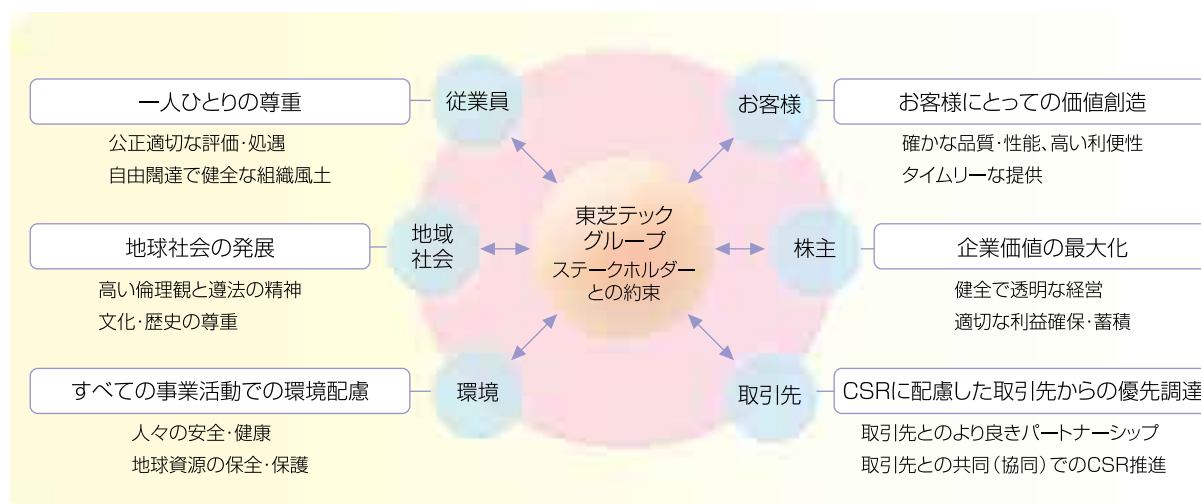 一人ひとりの尊重
公正適切な評価・処遇
自由闊達で健全な組織風土
従業員
お客様
お客様にとっての価値創造
確かな品質・性能、高い利便性
タイムリーな提供
地球社会の発展
高い倫理観と遵法の精神
文化・歴史の尊重
地域
社会
東芝テック
グループ
ステークホルダー
との約束
株主
企業価値の最大化
健全で透明な経営
適切な利益確保・蓄積
すべての事業活動での環境配慮
人々の安全・健康
地球資源の保全・保護
環境
取引先
CSRに配慮した取引先からの優先調達
取引先とのより良きパートナーシップ
取引先との共同（協同）でのCSR推進